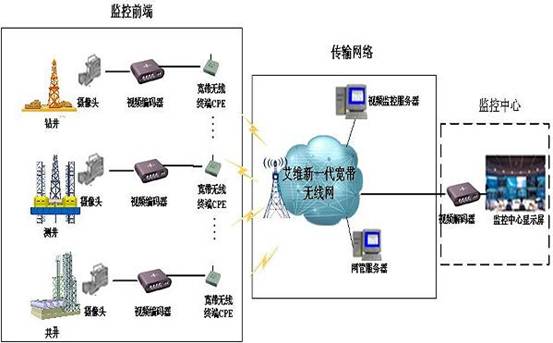 监控前端
传输网络
监控中心
摄像头
视频编码器
宽带无线
终端CPE
钻井
摄像头
视频编码器
宽带无线
终端CPE
测井
摄像头
视频编码器
宽带无线
终端CPE
共井
视频监控服务器
艾维新一代宽带
无线网
网管服务器
视频解码器
监控中心显示屏